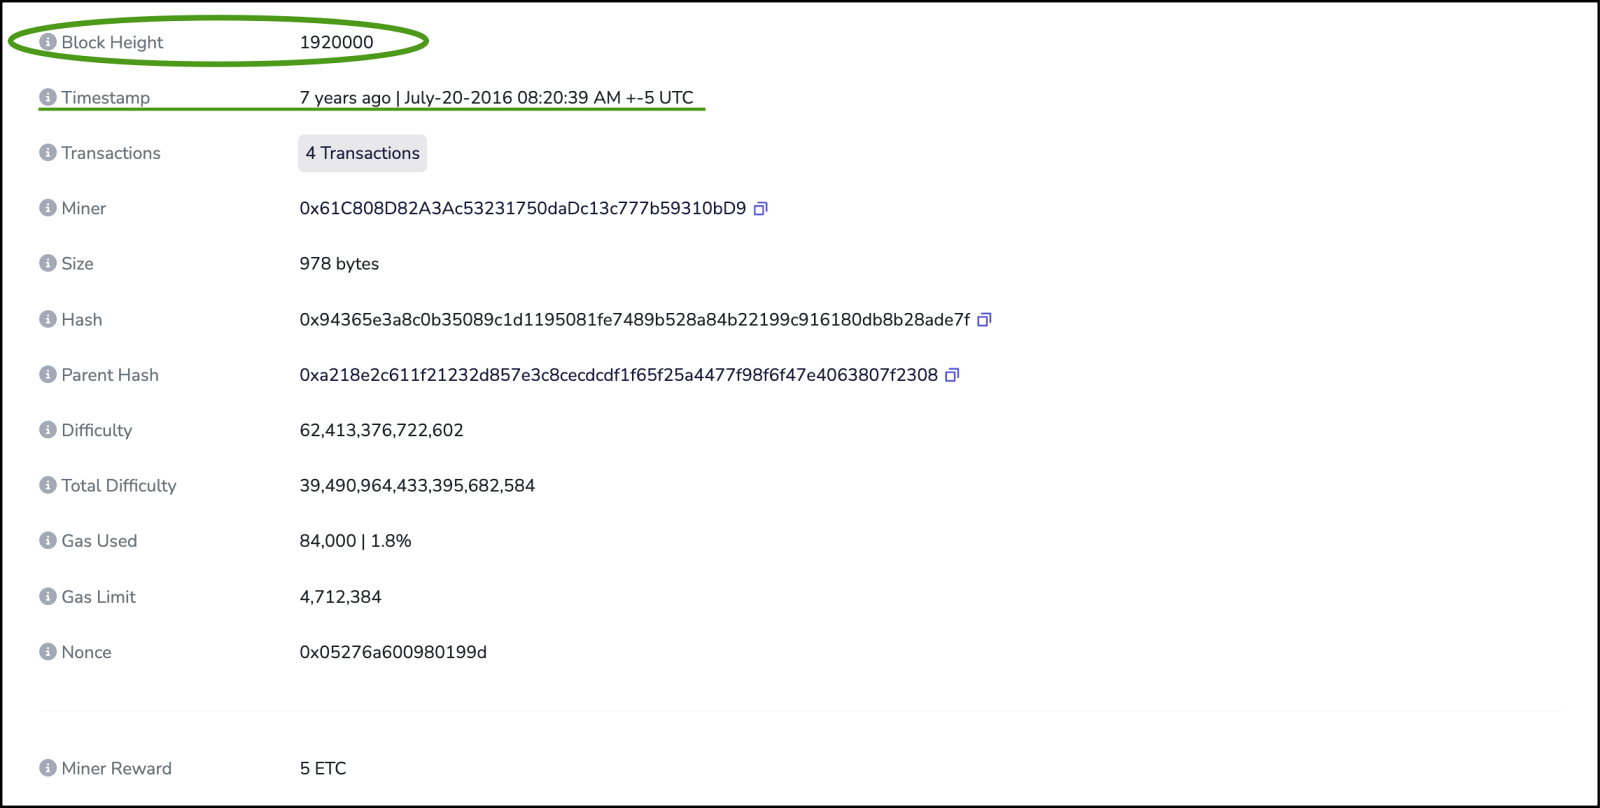 Block Height 1920000
Timestamp 7 years ago | July-20-2016 08:20:39 AM +-5 UTC
Transactions 4 Transactions
Miner 0x61C808D82A3Ac53231750daDc13c777b59310bD9
Size 978 bytes
Hash 0x94365e3a8c0b35089c1d1195081fe7489b528a84b22199c916180db8b28ade7f
Parent Hash 0xa218e2c611f21232d857e3c8cecdcdf1f65f25a4477f98f6f47e4063807f2308
Difficulty 62,413,376,722,602
Total Difficulty 39,490,964,433,395,682,584
Gas Used 84,000 | 1.8%
Gas Limit 4,712,384
Nonce 0x05276a600980199d
Miner Reward 5 ETC